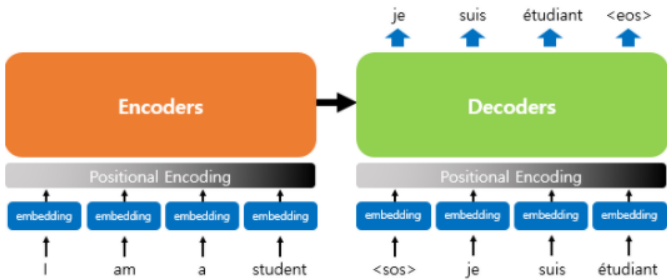 je suis étudiant <eos>
Encoders
Decoders
Positional Encoding
Positional Encoding
embedding embedding embedding embedding
embedding embedding embedding embedding
I am a student
<sos> je suis étudiant